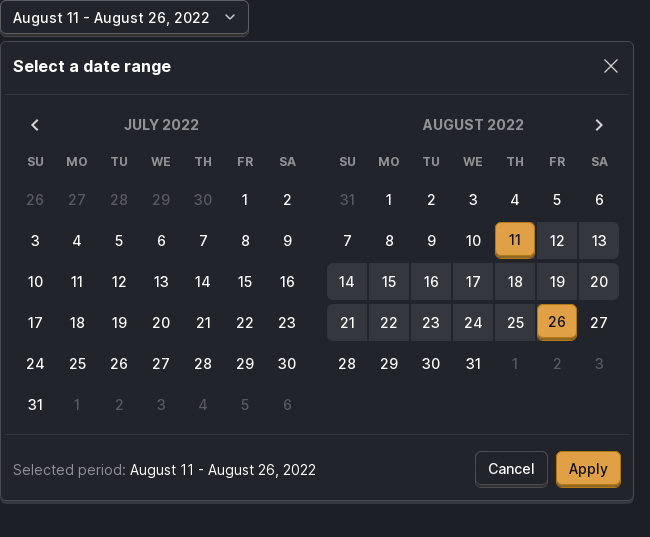 August 11 - August 26, 2022
Select a date range
JULY 2022
SU MO TU WE TH FR SA
26 27 28 29 30 1 2
3 4 5 6 7 8 9
10 11 12 13 14 15 16
17 18 19 20 21 22 23
24 25 26 27 28 29 30
31 1 2 3 4 5 6
AUGUST 2022
SU MO TU WE TH FR SA
31 1 2 3 4 5 6
7 8 9 10 11 12 13
14 15 16 17 18 19 20
21 22 23 24 25 26 27
28 29 30 31 1 2 3
Selected period: August 11 - August 26, 2022
Cancel
Apply